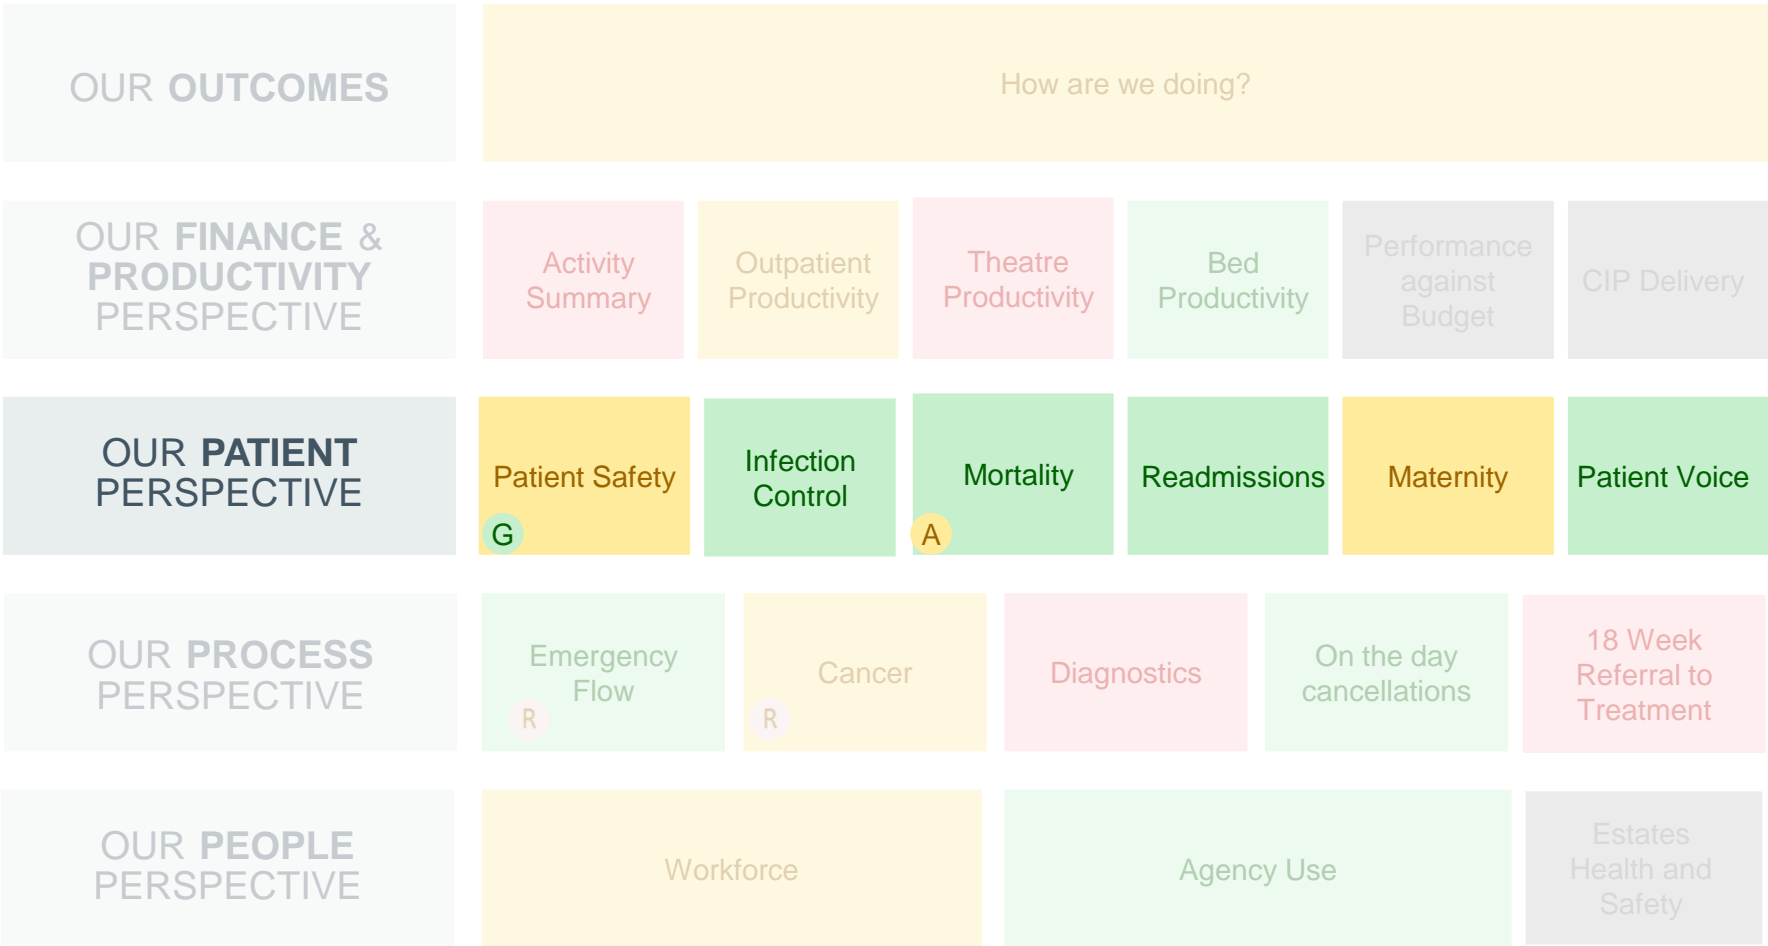 OUR OUTCOMES
How are we doing?
OUR FINANCE &
PRODUCTIVITY
PERSPECTIVE
Activity
Summary
Outpatient
Productivity
Theatre
Productivity
Bed
Productivity
Performance
against
Budget
CIP Delivery
OUR PATIENT
PERSPECTIVE
Patient Safety
G
Infection
Control
Mortality
A
Readmissions
Maternity
Patient Voice
OUR PROCESS
PERSPECTIVE
Emergency
Flow
R
Cancer
R
Diagnostics
On the day
cancellations
18 Week
Referral to
Treatment
OUR PEOPLE
PERSPECTIVE
Workforce
Agency Use
Estates
Health and
Safety